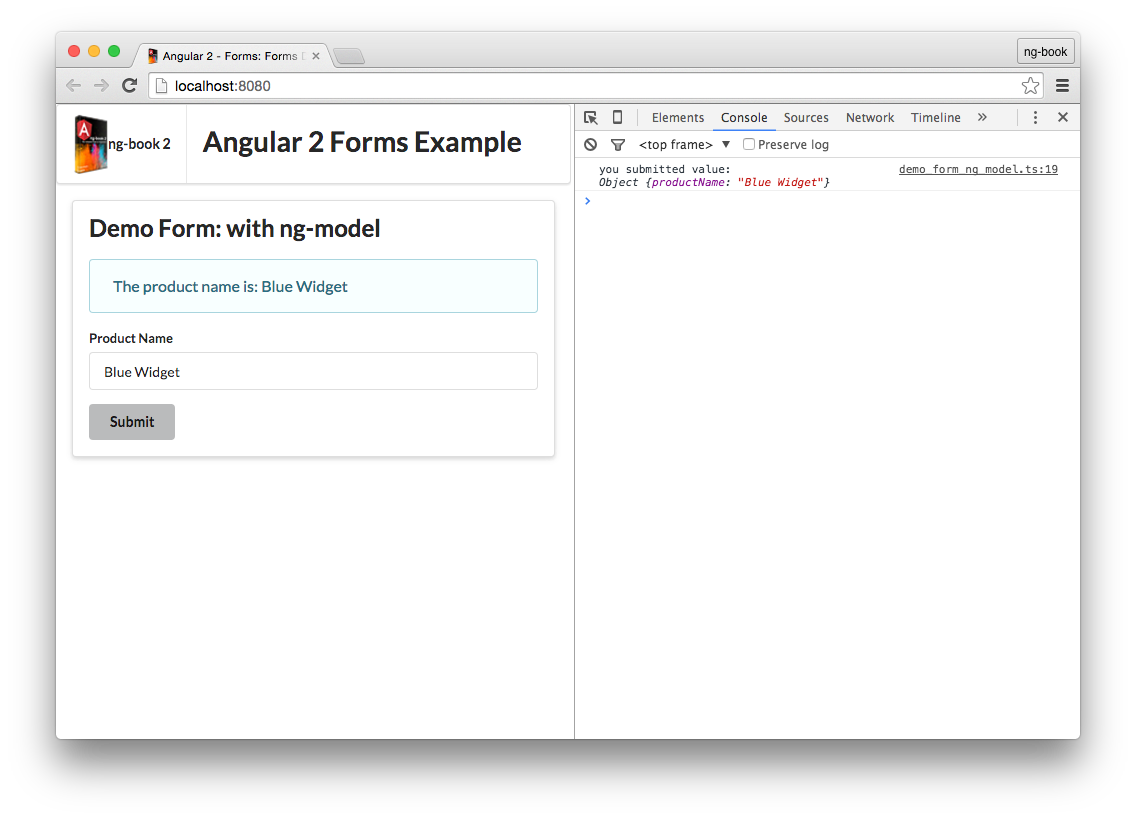 Angular 2 - Forms: Forms
ng-book
localhost:8080
ng-book 2
Angular 2 Forms Example
Demo Form: with ng-model
The product name is: Blue Widget
Product Name
Blue Widget
Submit
Elements Console Sources Network Timeline »
<top frame> ▼ Preserve log
you submitted value: demo_form_ng_model.ts:19
Object {productName: "Blue Widget"}
>